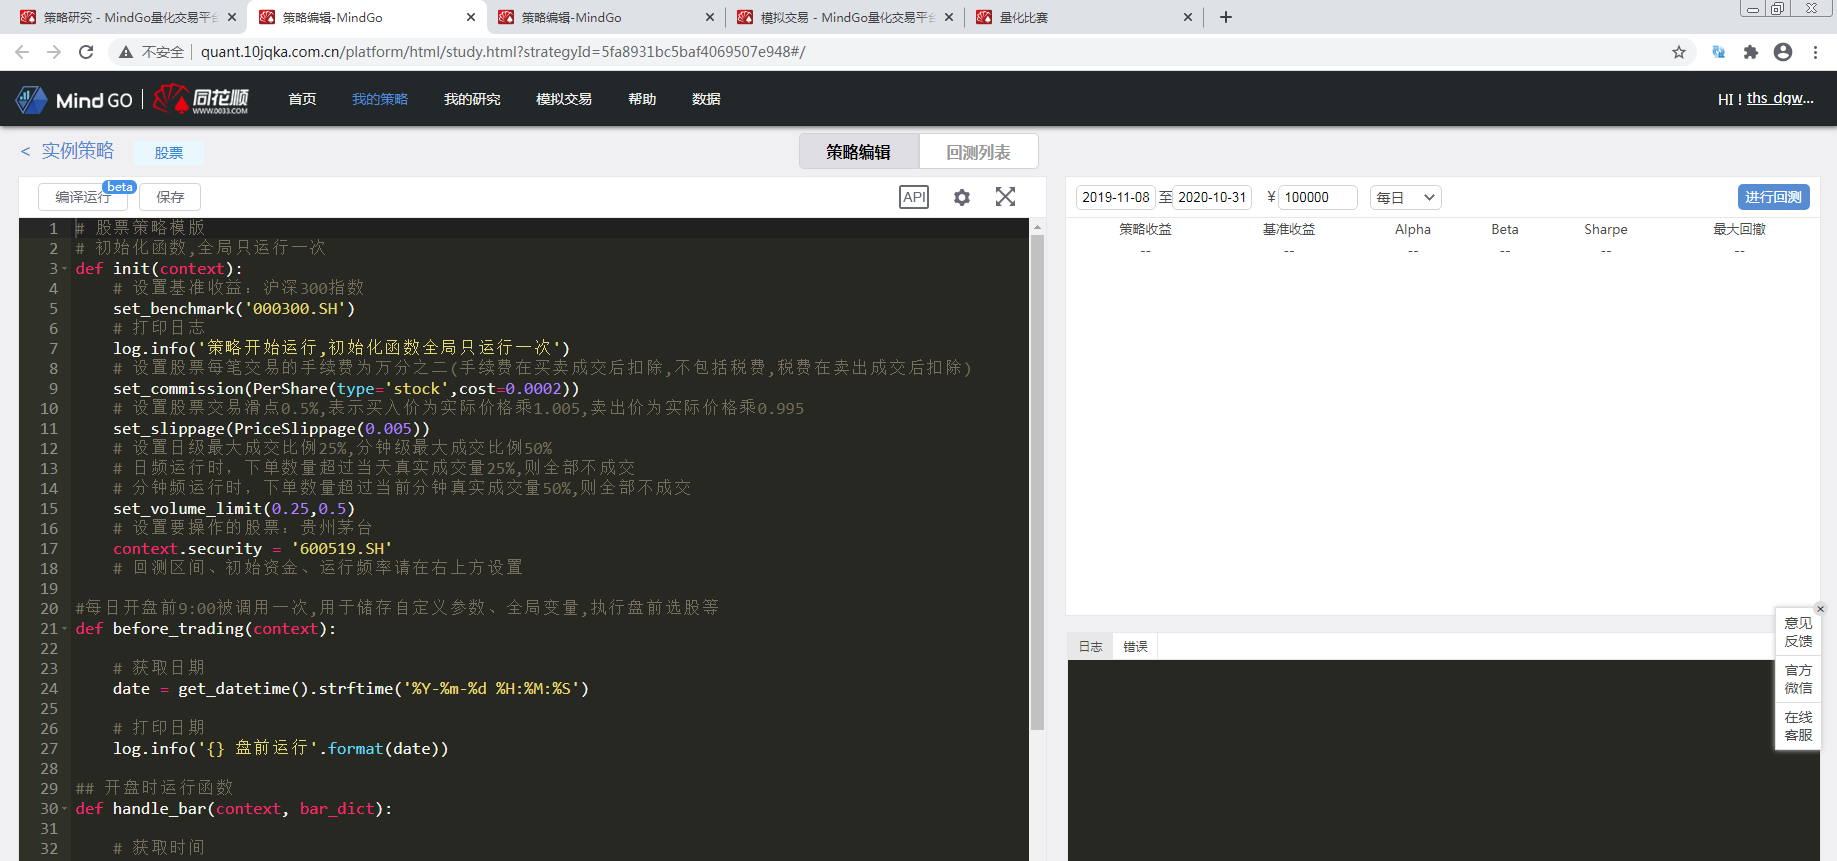 策略研究 - MindGo量化交易平台
策略编辑-MindGo
策略编辑-MindGo
模拟交易 - MindGo量化交易平台
量化比赛
不安全
quant.10jqka.com.cn/platform/html/study.html?strategyId=5fa8931bc5baf4069507e948#/
Mind GO
同花顺
WWW.0033.COM
首页
我的策略
我的研究
模拟交易
帮助
数据
HI ! ths_dgw...
< 实例策略
股票
策略编辑
回测列表
编译运行
beta
保存
API
2019-11-08 至 2020-10-31
¥ 100000
每日
进行回测
策略收益 基准收益 Alpha Beta Sharpe 最大回撤
-- -- -- -- -- --
1 # 股票策略模版
2 # 初始化函数,全局只运行一次
3 def init(context):
4 # 设置基准收益：沪深300指数
5 set_benchmark('000300.SH')
6 # 打印日志
7 log.info('策略开始运行,初始化函数全局只运行一次')
8 # 设置股票每笔交易的手续费为万分之二(手续费在买卖成交后扣除,不包括税费,税费在卖出成交后扣除)
9 set_commission(PerShare(type='stock',cost=0.0002))
10 # 设置股票交易滑点0.5%,表示买入价为实际价格乘1.005,卖出价为实际价格乘0.995
11 set_slippage(PriceSlippage(0.005))
12 # 设置日级最大成交比例25%,分钟级最大成交比例50%
13 # 日频运行时，下单数量超过当天真实成交量25%,则全部不成交
14 # 分钟频运行时，下单数量超过当前分钟真实成交量50%,则全部不成交
15 set_volume_limit(0.25,0.5)
16 # 设置要操作的股票：贵州茅台
17 context.security = '600519.SH'
18 # 回测区间、初始资金、运行频率请在右上方设置
19
20 #每日开盘前9:00被调用一次,用于储存自定义参数、全局变量,执行盘前选股等
21 def before_trading(context):
22
23 # 获取日期
24 date = get_datetime().strftime('%Y-%m-%d %H:%M:%S')
25
26 # 打印日期
27 log.info('{} 盘前运行'.format(date))
28
29 ## 开盘时运行函数
30 def handle_bar(context, bar_dict):
31
32 # 获取时间
日志
错误
意见
反馈
官方
微信
在线
客服